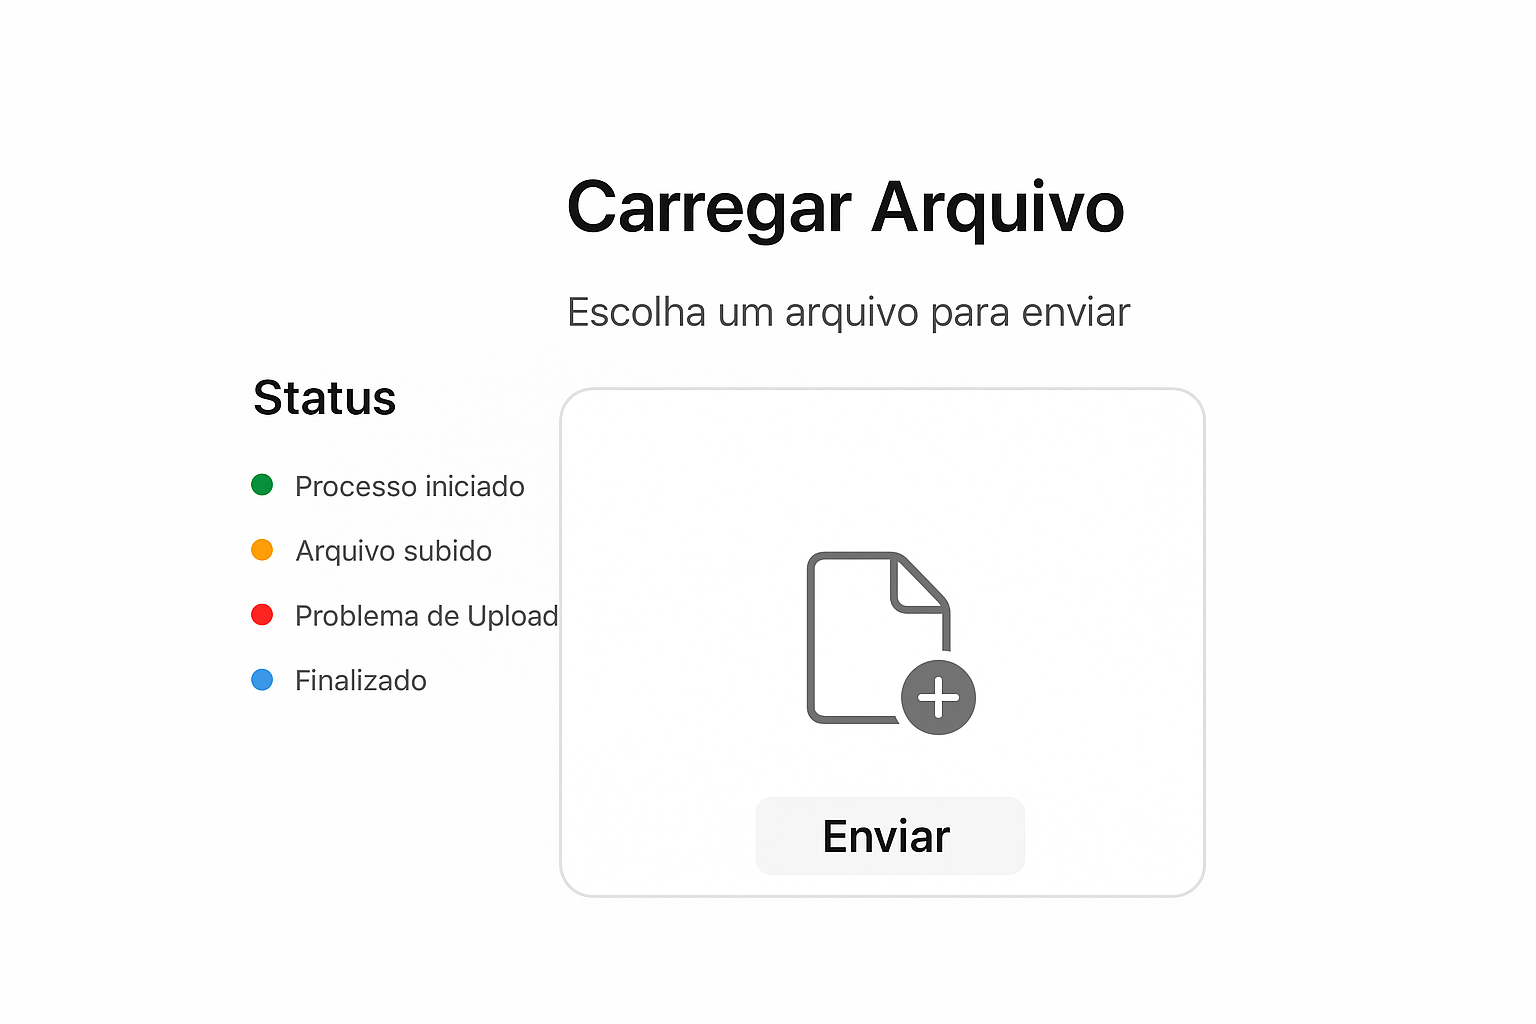 Carregar Arquivo
Escolha um arquivo para enviar
Status
Processo iniciado
Arquivo subido
Problema de Upload
Finalizado
Enviar